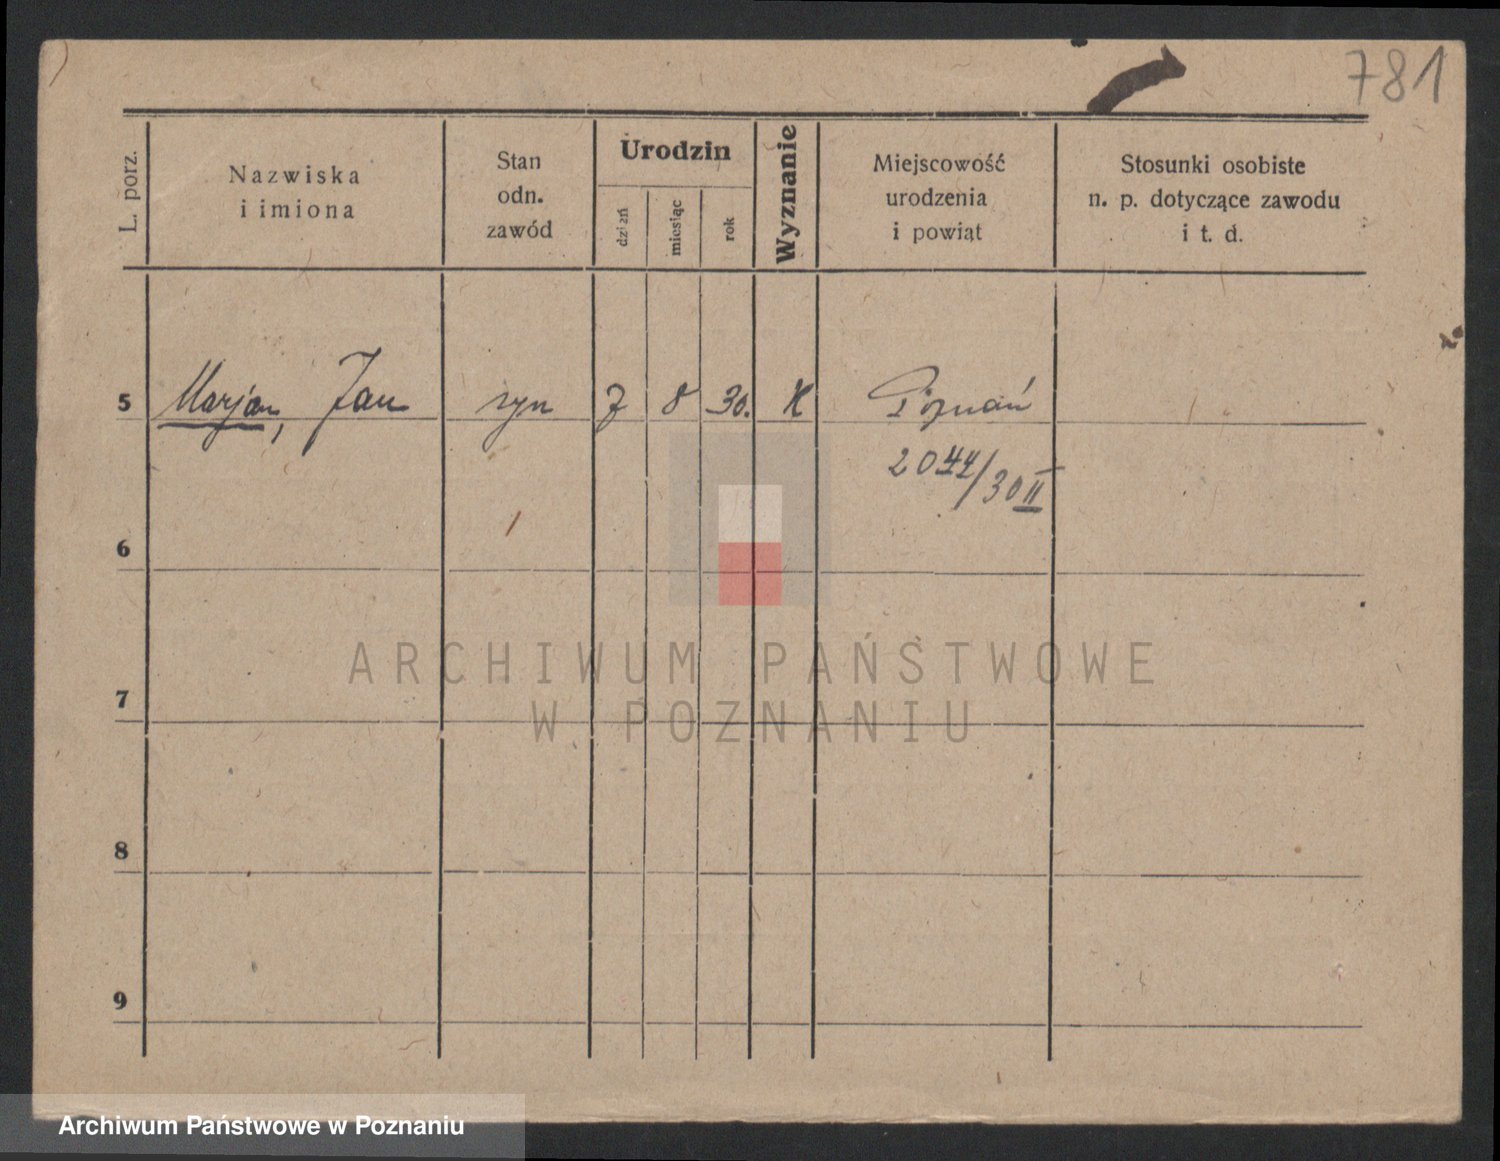 781
L. porz.
Nazwiska
i imiona
Stan
odn.
zawód
Urodzin
dzień
miesiąc
rok
Wyznanie
Miejscowość
urodzenia
i powiąt
Stosunki osobiste
n. p. dotyczące zawodu
i t. d.
5 Marjan, Jan syn 7 8 30. K Poznań
2044/30 II
6
7
8
9
ARCHIWUM PAŃSTWOWE
W POZNANIU
Archiwum Państwowe w Poznaniu